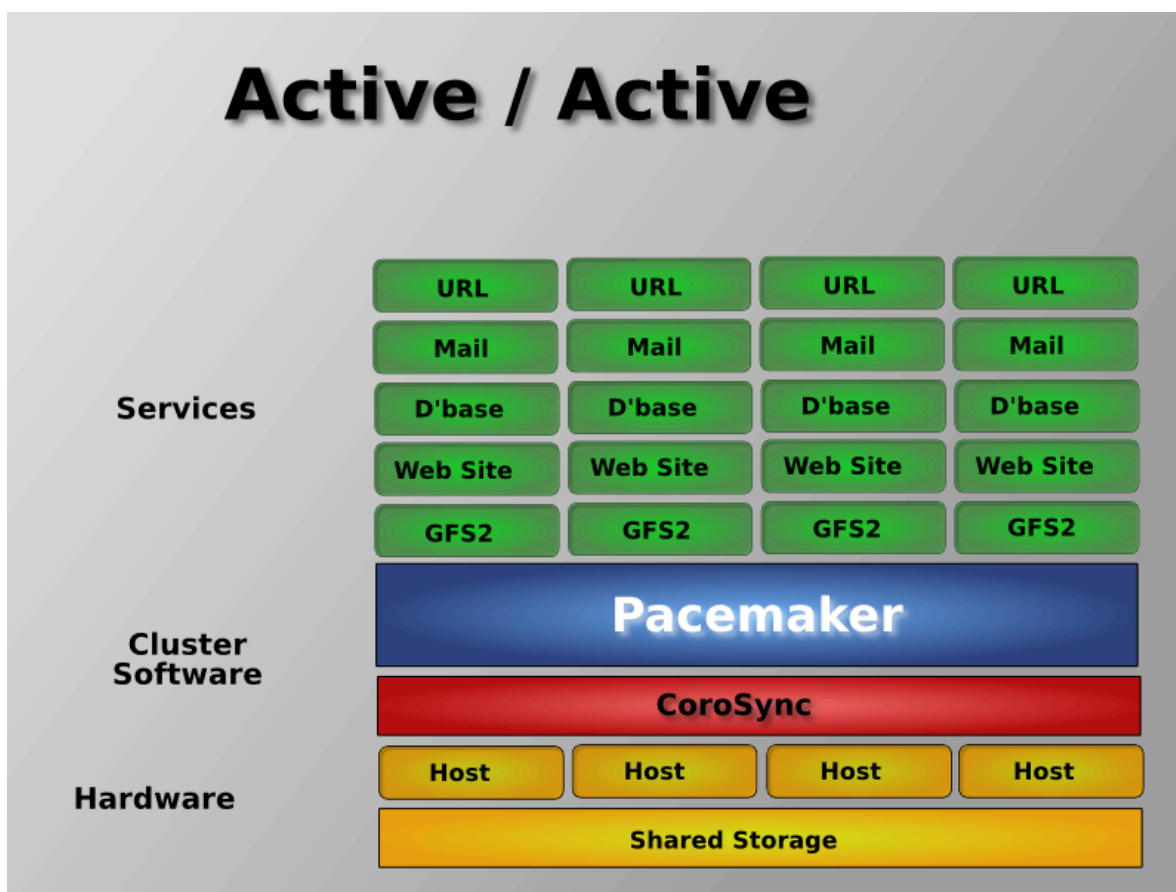 Active / Active
URL URL URL URL
Mail Mail Mail Mail
Services
D'base D'base D'base D'base
Web Site Web Site Web Site Web Site
GFS2 GFS2 GFS2 GFS2
Pacemaker
Cluster
Software
CoroSync
Host Host Host Host
Hardware
Shared Storage